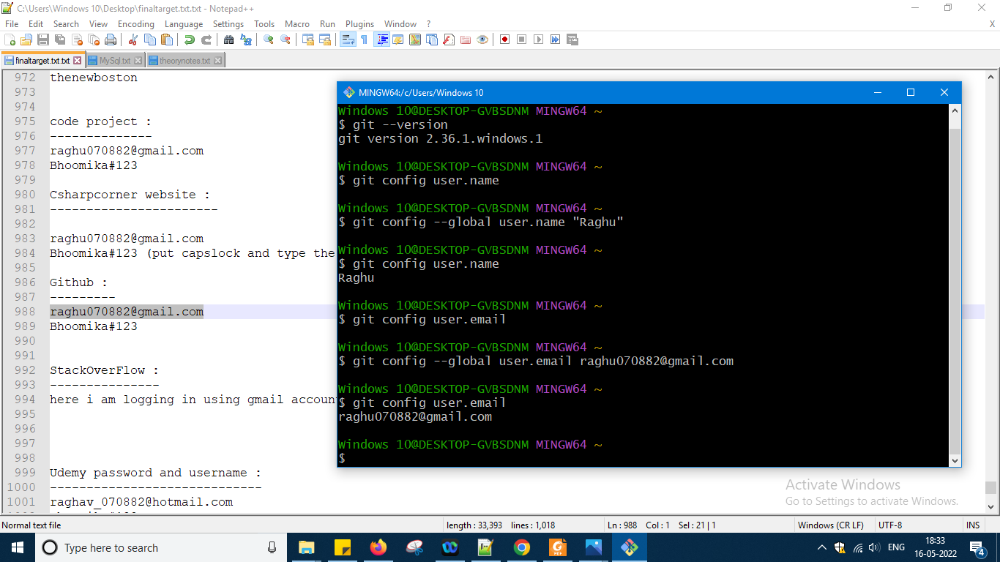 C:\Users\Windows 10\Desktop\finaltarget.txt.txt - Notepad++
File Edit Search View Encoding Language Settings Tools Macro Run Plugins Window ? X
finaltarget.txt.txt MySql.txt theorynotes.txt
972 thenewboston
973
974
975 code project :
976 --------------
977 raghu070882@gmail.com
978 Bhoomika#123
979
980 Csharpcorner website :
981 -----------------------
982
983 raghu070882@gmail.com
984 Bhoomika#123 (put capslock and type the
985
986 Github :
987 ---------
988 raghu070882@gmail.com
989 Bhoomika#123
990
991
992 StackOverFlow :
993 ---------------
994 here i am logging in using gmail accoun
995
996
997
998
999 Udemy password and username :
1000 -----------------------------
1001 raghav_070882@hotmail.com
MINGW64:/c/Users/Windows 10
Windows 10@DESKTOP-GVBSDNM MINGW64 ~
$ git --version
git version 2.36.1.windows.1
Windows 10@DESKTOP-GVBSDNM MINGW64 ~
$ git config user.name
Windows 10@DESKTOP-GVBSDNM MINGW64 ~
$ git config --global user.name "Raghu"
Windows 10@DESKTOP-GVBSDNM MINGW64 ~
$ git config user.name
Raghu
Windows 10@DESKTOP-GVBSDNM MINGW64 ~
$ git config user.email
Windows 10@DESKTOP-GVBSDNM MINGW64 ~
$ git config --global user.email raghu070882@gmail.com
Windows 10@DESKTOP-GVBSDNM MINGW64 ~
$ git config user.email
raghu070882@gmail.com
Windows 10@DESKTOP-GVBSDNM MINGW64 ~
$
Activate Windows
Go to Settings to activate Windows.
Normal text file length : 33,393 lines : 1,018 Ln : 988 Col : 1 Sel : 21 | 1 Windows (CR LF) UTF-8 INS
Type here to search ENG 18:33
16-05-2022 4